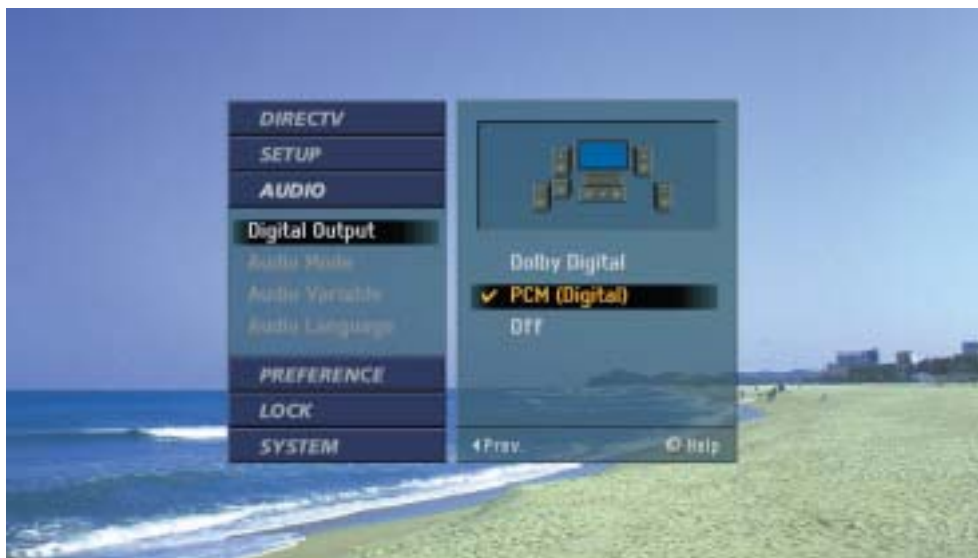 DIRECTV
SETUP
AUDIO
Digital Output
Audio Mode
Audio Variable
Audio Language
PREFERENCE
LOCK
SYSTEM
Dolby Digital
✔ PCM (Digital)
Off
Prev.
Help